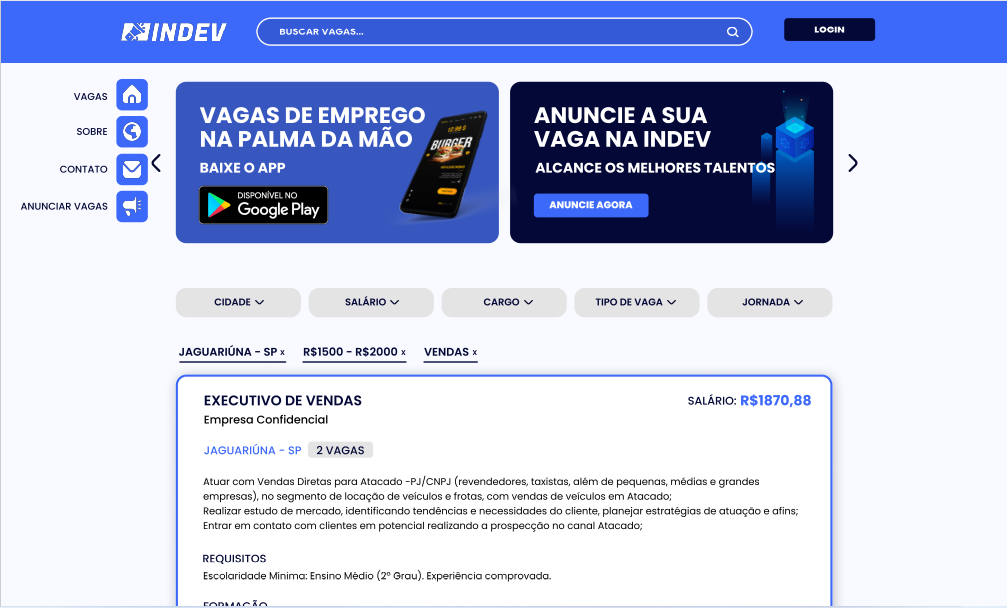 INDEV
BUSCAR VAGAS...
LOGIN
VAGAS
SOBRE
CONTATO
ANUNCIAR VAGAS
VAGAS DE EMPREGO
NA PALMA DA MÃO
BAIXE O APP
DISPONÍVEL NO
Google Play
BURGER
ANUNCIE A SUA
VAGA NA INDEV
ALCANCE OS MELHORES TALENTOS
ANUNCIE AGORA
CIDADE
SALÁRIO
CARGO
TIPO DE VAGA
JORNADA
JAGUARIÚNA - SP x
R$1500 - R$2000 x
VENDAS x
EXECUTIVO DE VENDAS
SALÁRIO: R$1870,88
Empresa Confidencial
JAGUARIÚNA - SP 2 VAGAS
Atuar com Vendas Diretas para Atacado -PJ/CNPJ (revendedores, taxistas, além de pequenas, médias e grandes
empresas), no segmento de locação de veículos e frotas, com vendas de veículos em Atacado;
Realizar estudo de mercado, identificando tendências e necessidades do cliente, planejar estratégias de atuação e afins;
Entrar em contato com clientes em potencial realizando a prospecção no canal Atacado;
REQUISITOS
Escolaridade Mínima: Ensino Médio (2º Grau). Experiência comprovada.
FORMAÇÃO